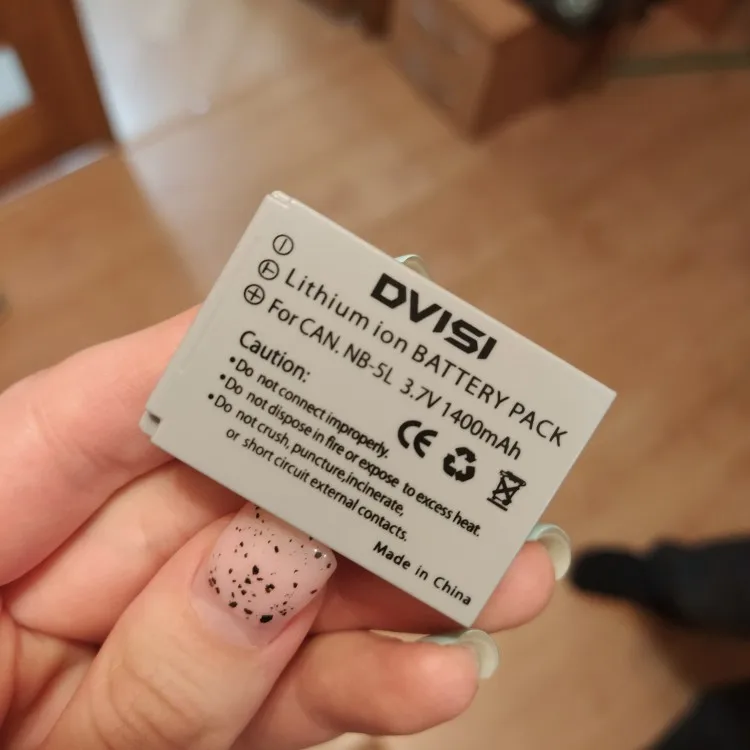 DVISI
Lithium ion BATTERY PACK
For CAN. NB-5L 3.7V 1400mAh
Caution:
•Do not connect improperly.
•Do not dispose in fire or expose to excess heat.
•Do not crush, puncture,incinerate,
or short circuit external contacts.
CE
Made in China